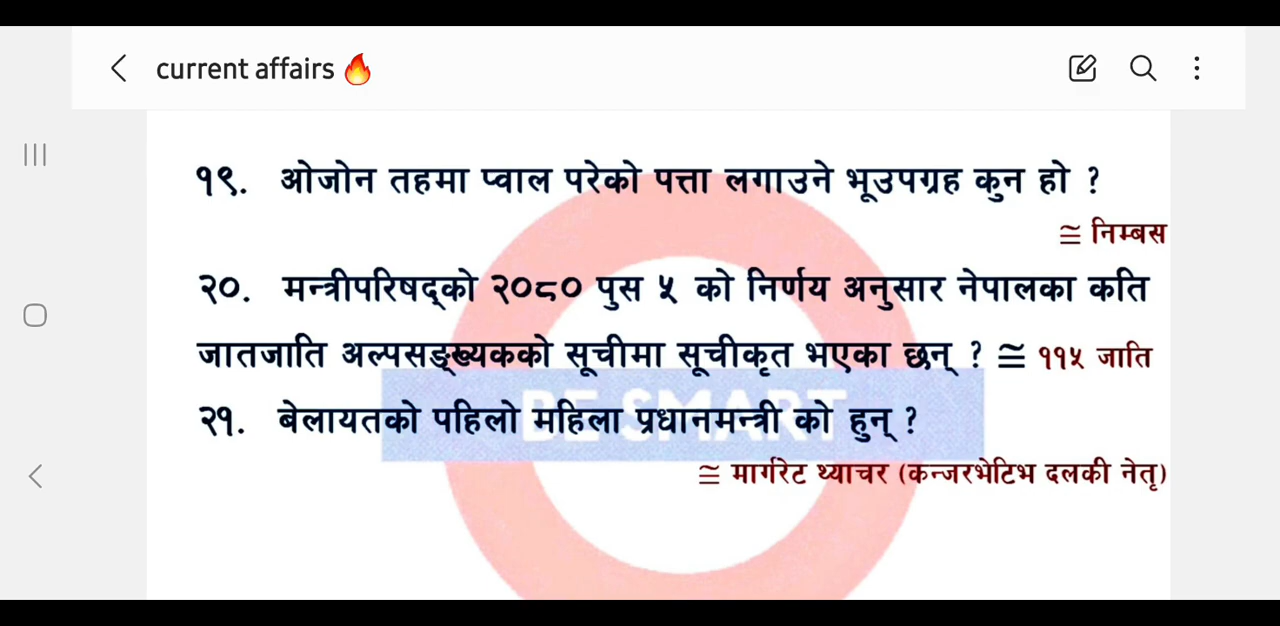 current affairs 🔥
१९. ओजोन तहमा प्वाल परेको पत्ता लगाउने भूउपग्रह कुन हो ?
≅ निम्बस
२०. मन्त्रीपरिषद्को २०८० पुस ५ को निर्णय अनुसार नेपालका कति
जातजाति अल्पसङ्ख्यकको सूचीमा सूचीकृत भएका छन् ? ≅ ११५ जाति
BE SMART
२१. बेलायतको पहिलो महिला प्रधानमन्त्री को हुन् ?
≅ मार्गरेट थ्याचर (कन्जरभेटिभ दलकी नेतृ)